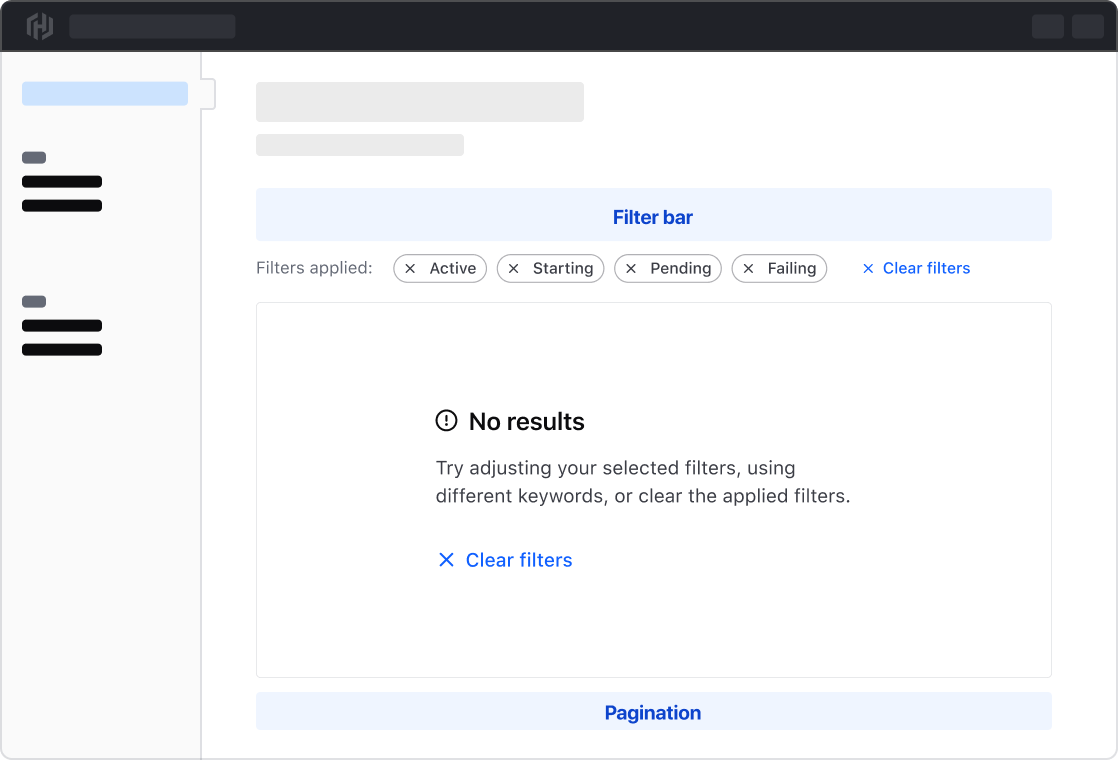 Filter bar
Filters applied: Active Starting Pending Failing Clear filters
No results
Try adjusting your selected filters, using
different keywords, or clear the applied filters.
Clear filters
Pagination